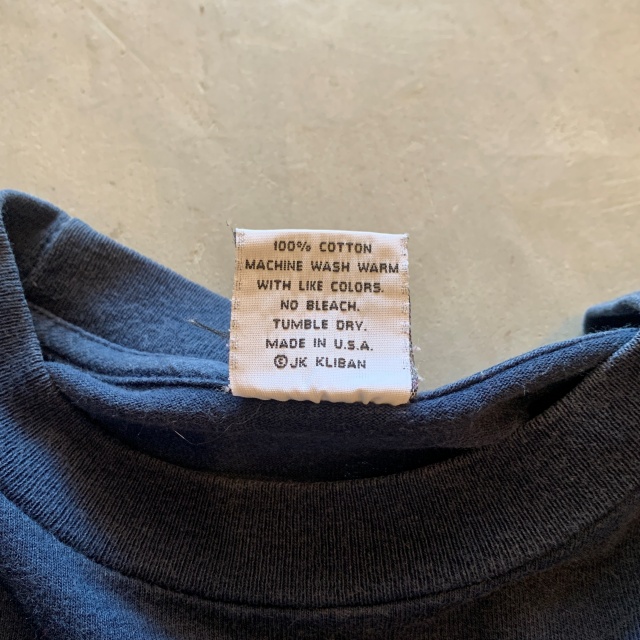 100% COTTON
MACHINE WASH WARM
WITH LIKE COLORS.
NO BLEACH.
TUMBLE DRY.
MADE IN U.S.A.
©JK KLIBAN